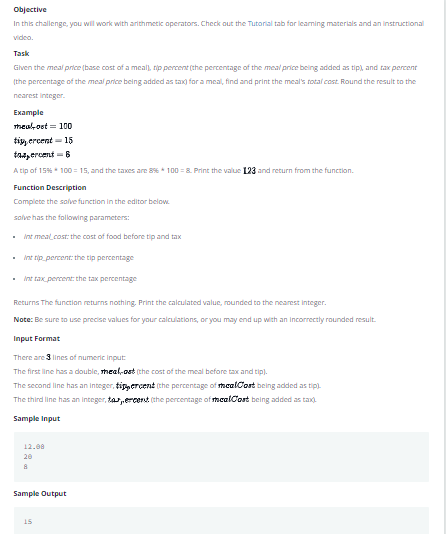 Objective
In this challenge, you will work with arithmetic operators. Check out the Tutorial tab for learning materials and an instructional
video.
Task
Given the meal price (base cost of a meal), tip percent (the percentage of the meal price being added as tip), and tax percent
(the percentage of the meal price being added as tax) for a meal, find and print the meal's total cost. Round the result to the
nearest integer.
Example
meal_cost = 100
tip_percent = 15
tax_percent = 8
A tip of 15% * 100 = 15, and the taxes are 8% * 100 = 8. Print the value 123 and return from the function.
Function Description
Complete the solve function in the editor below.
solve has the following parameters:
• int meal_cost: the cost of food before tip and tax
• int tip_percent: the tip percentage
• int tax_percent: the tax percentage
Returns The function returns nothing. Print the calculated value, rounded to the nearest integer.
Note: Be sure to use precise values for your calculations, or you may end up with an incorrectly rounded result.
Input Format
There are 3 lines of numeric input:
The first line has a double, meal_cost (the cost of the meal before tax and tip).
The second line has an integer, tip_percent (the percentage of mealCost being added as tip).
The third line has an integer, tax_percent (the percentage of mealCost being added as tax).
Sample Input
12.00
20
8
Sample Output
15